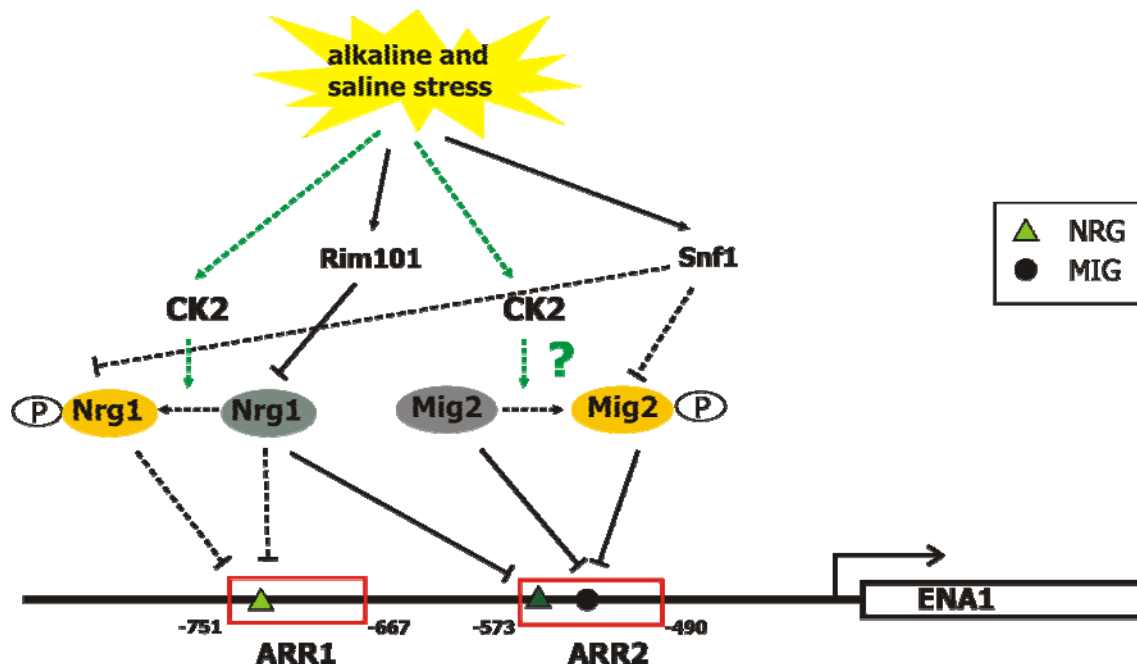 alkaline and
saline stress
NRG
MIG
Rim101
Snf1
CK2
CK2
?
P
Nrg1
Nrg1
Mig2
Mig2
P
ENA1
-751
-667
-573
-490
ARR1
ARR2